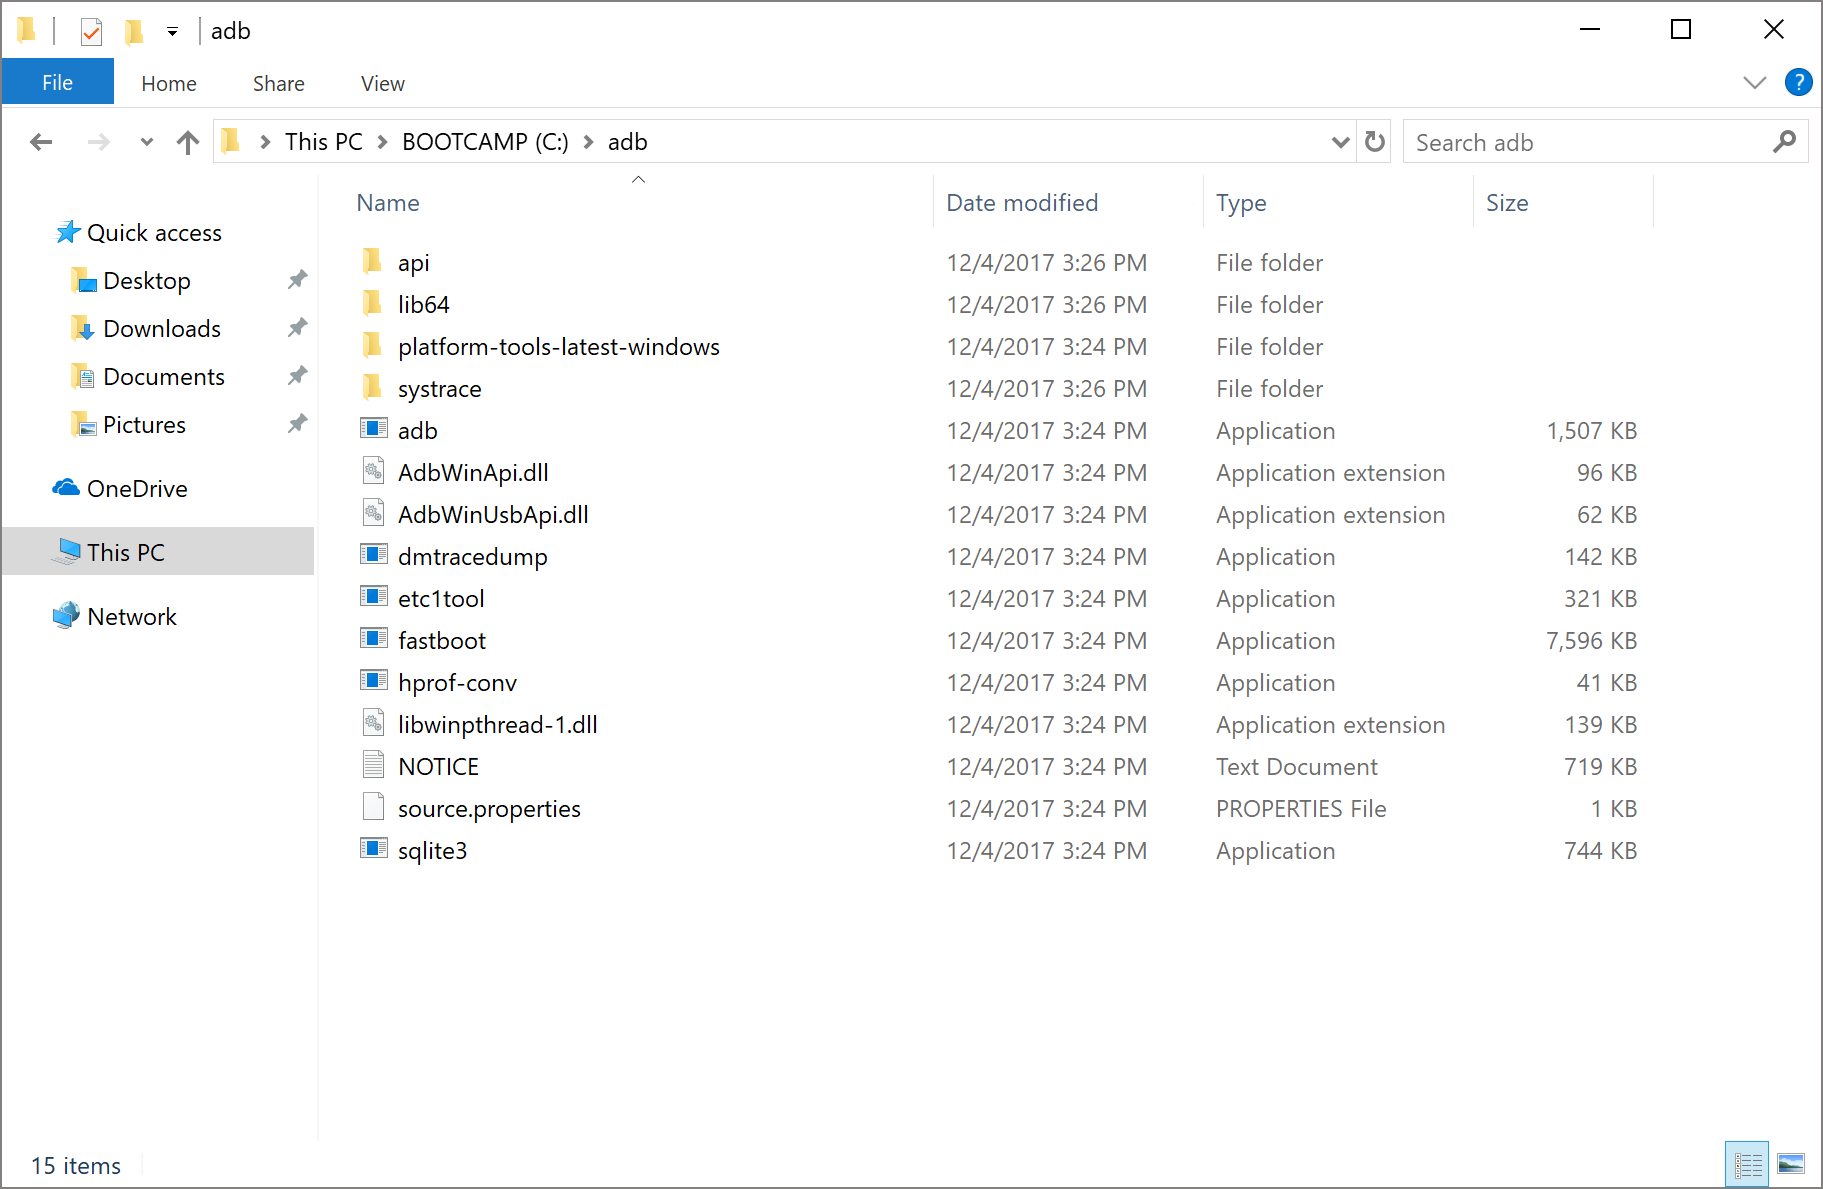 adb
File Home Share View ?
This PC BOOTCAMP (C:) adb Search adb
Name Date modified Type Size
Quick access
Desktop
Downloads
Documents
Pictures
OneDrive
This PC
Network
api 12/4/2017 3:26 PM File folder
lib64 12/4/2017 3:26 PM File folder
platform-tools-latest-windows 12/4/2017 3:24 PM File folder
systrace 12/4/2017 3:26 PM File folder
adb 12/4/2017 3:24 PM Application 1,507 KB
AdbWinApi.dll 12/4/2017 3:24 PM Application extension 96 KB
AdbWinUsbApi.dll 12/4/2017 3:24 PM Application extension 62 KB
dmtracedump 12/4/2017 3:24 PM Application 142 KB
etc1tool 12/4/2017 3:24 PM Application 321 KB
fastboot 12/4/2017 3:24 PM Application 7,596 KB
hprof-conv 12/4/2017 3:24 PM Application 41 KB
libwinpthread-1.dll 12/4/2017 3:24 PM Application extension 139 KB
NOTICE 12/4/2017 3:24 PM Text Document 719 KB
source.properties 12/4/2017 3:24 PM PROPERTIES File 1 KB
sqlite3 12/4/2017 3:24 PM Application 744 KB
15 items